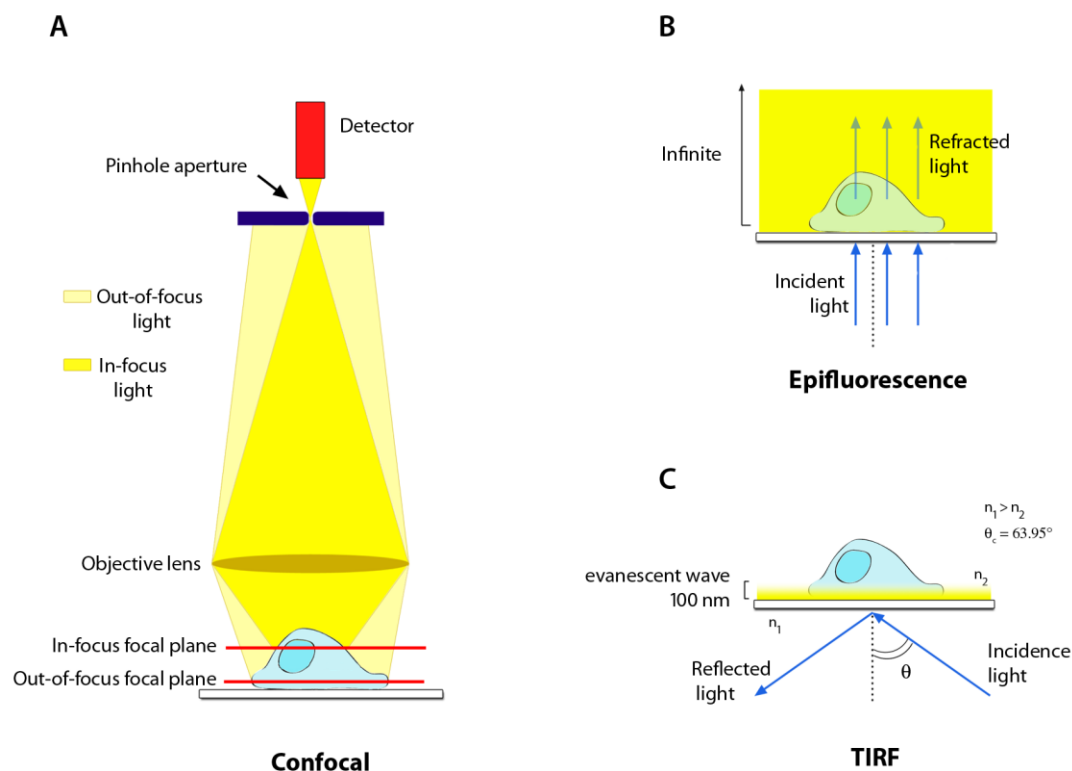 A
Detector
Pinhole aperture
Out-of-focus
light
In-focus
light
Objective lens
In-focus focal plane
Out-of-focus focal plane
Confocal
B
Infinite
Refracted
light
Incident
light
Epifluorescence
C
n₁ > n₂
θc = 63.95°
evanescent wave
100 nm
n₂
n₁
Reflected
light
θ
Incidence
light
TIRF